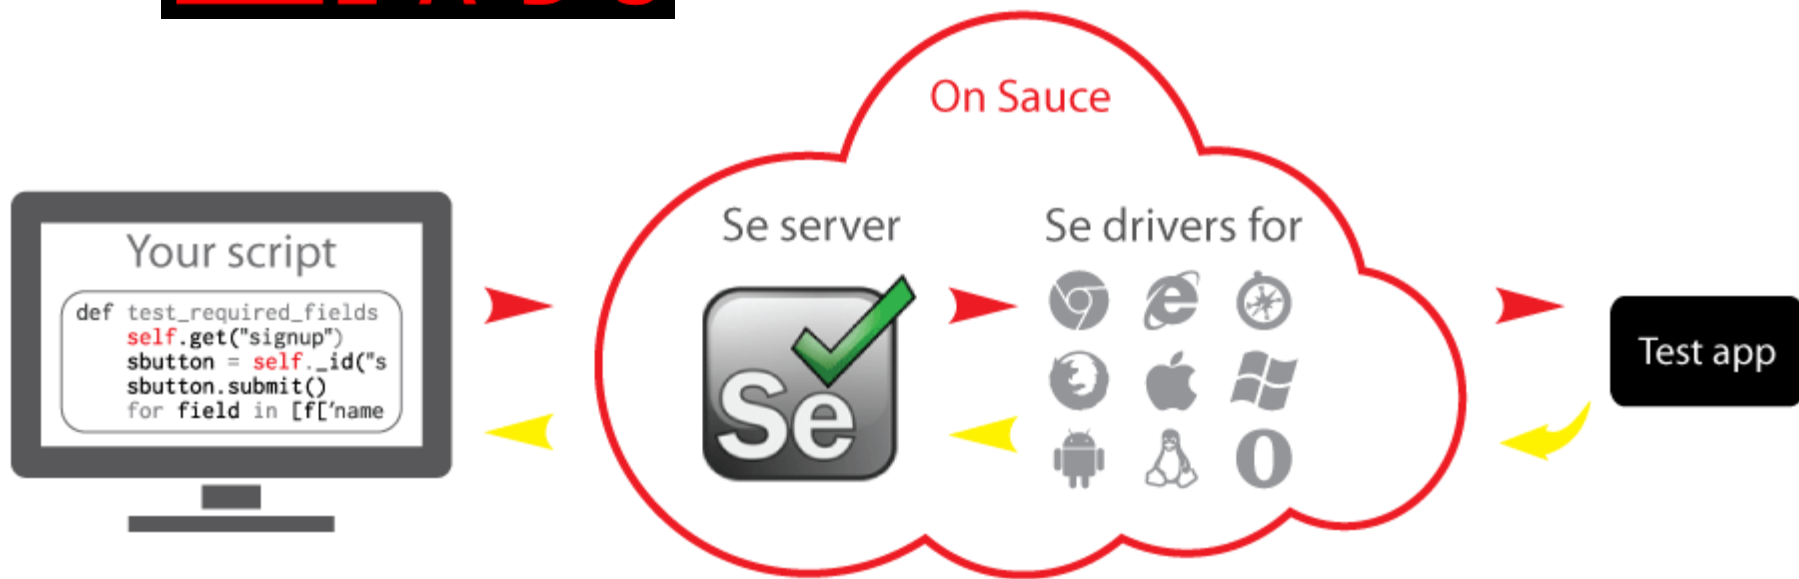 On Sauce
Your script
def test_required_fields
self.get("signup")
sbutton = self._id("s
sbutton.submit()
for field in [f['name
Se server
Se
Se drivers for
Test app